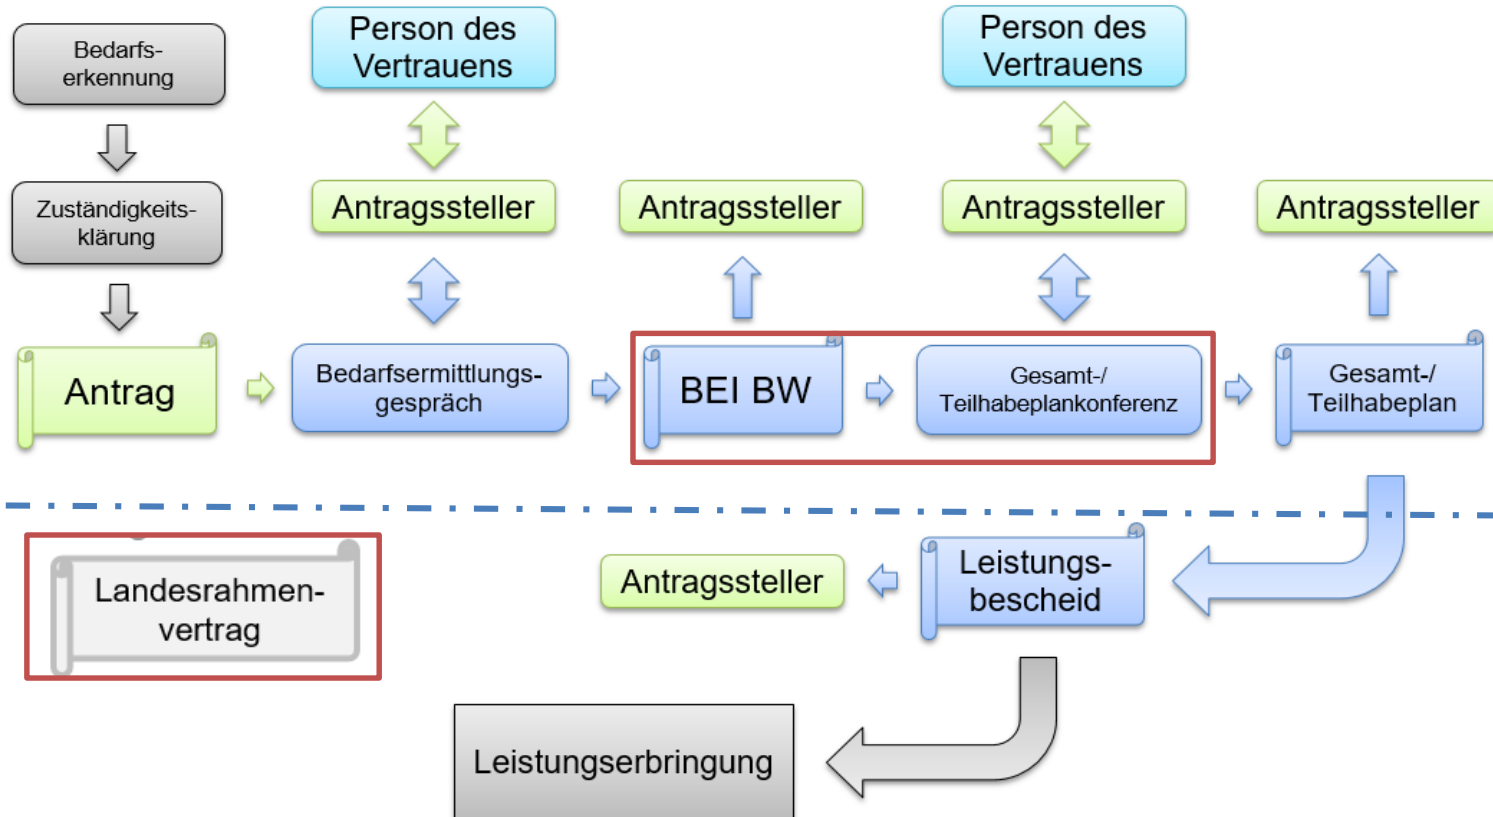 Bedarfs-
erkennung
Person des
Vertrauens
Person des
Vertrauens
Zuständigkeits-
klärung
Antragssteller
Antragssteller
Antragssteller
Antragssteller
Antrag
Bedarfsermittlungs-
gespräch
BEI BW
Gesamt-/
Teilhabeplankonferenz
Gesamt-/
Teilhabeplan
Landesrahmen-
vertrag
Antragssteller
Leistungs-
bescheid
Leistungserbringung